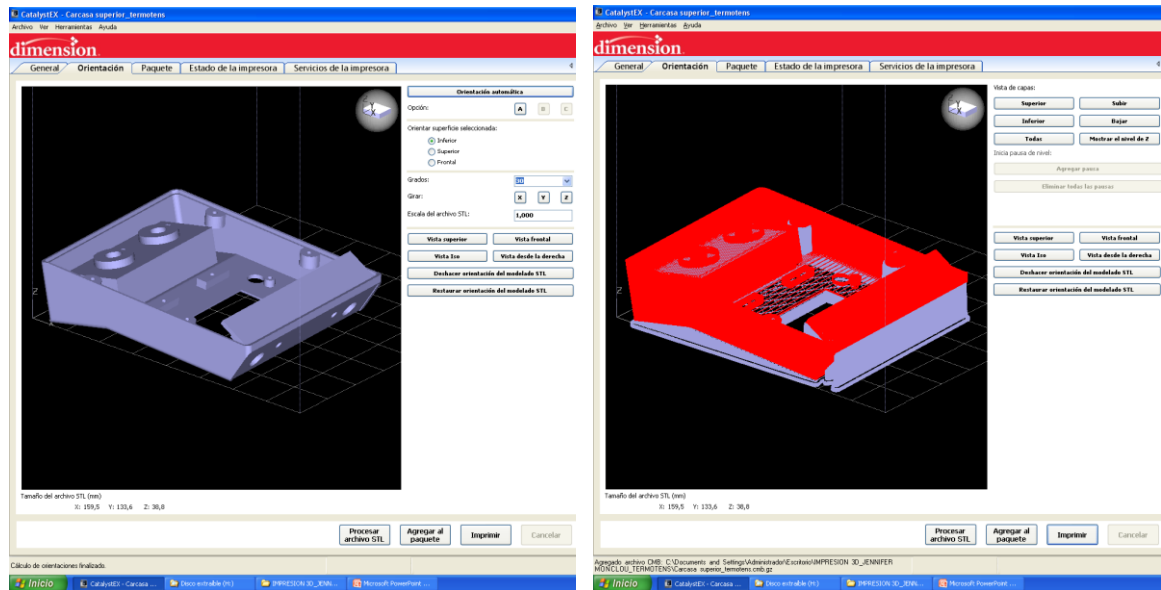 CatalystEX - Carcasa superior_termotens
Archivo Ver Herramientas Ayuda
dimension
General Orientación Paquete Estado de la impresora Servicios de la impresora
Orientación automática
Opción: A B C
Orientar superficie seleccionada:
Inferior
Superior
Frontal
Grados: 30
Girar: X Y Z
Escala del archivo STL: 1,000
Vista superior Vista frontal
Vista Iso Vista desde la derecha
Deshacer orientación del modelado STL
Restaurar orientación del modelado STL
Z
Tamaño del archivo STL (mm)
X: 159,5 Y: 133,6 Z: 38,8
Procesar archivo STL Agregar al paquete Imprimir Cancelar
Cálculo de orientaciones finalizado.
Inicio CatalystEX - Carcasa ... Disco extraíble (H:) IMPRESION 3D_JENN... Microsoft PowerPoint ...
CatalystEX - Carcasa superior_termotens
Archivo Ver Herramientas Ayuda
dimension
General Orientación Paquete Estado de la impresora Servicios de la impresora
Vista de capas:
Superior Subir
Inferior Bajar
Todas Mostrar el nivel de Z
Inicia pausa de nivel:
Agregar pausa
Eliminar todas las pausas
Vista superior Vista frontal
Vista Iso Vista desde la derecha
Deshacer orientación del modelado STL
Restaurar orientación del modelado STL
Z
Tamaño del archivo STL (mm)
X: 159,5 Y: 133,6 Z: 38,8
Procesar archivo STL Agregar al paquete Imprimir Cancelar
Agregado archivo CMB: C:\Documents and Settings\Administrador\Escritorio\IMPRESION 3D_JENNIFER
MONCLOU_TERMOTENS\Carcasa superior_termotens.cmb.gz
Inicio CatalystEX - Carcasa ... Disco extraíble (H:) IMPRESION 3D_JENN... Microsoft PowerPoint ...